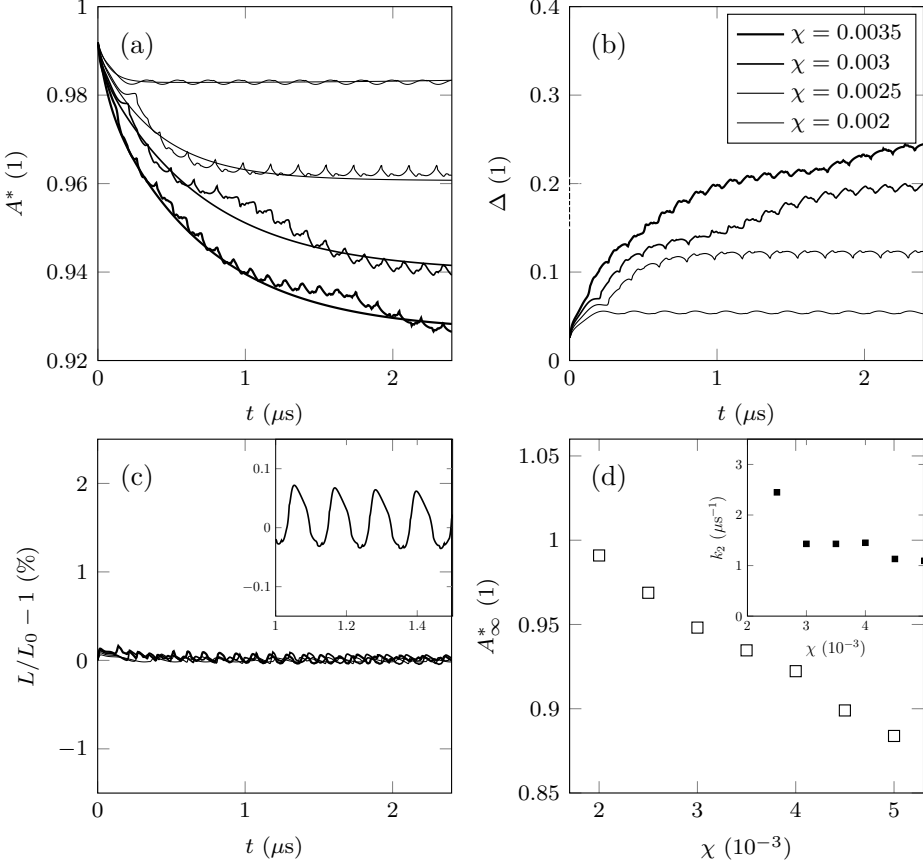 (a)
A* (1)
1
0.98
0.96
0.94
0.92
0
1
2
t (μs)
(b)
Δ (1)
0.4
0.3
0.2
0.1
0
0
1
2
t (μs)
χ = 0.0035
χ = 0.003
χ = 0.0025
χ = 0.002
(c)
L/L₀ − 1 (%)
2
1
0
−1
0
1
2
t (μs)
0.1
0
−0.1
1
1.2
1.4
(d)
A*∞ (1)
1.05
1
0.95
0.9
0.85
2
3
4
5
χ (10⁻³)
k₂ (μs⁻¹)
3
2
1
0
2
3
4
χ (10⁻³)